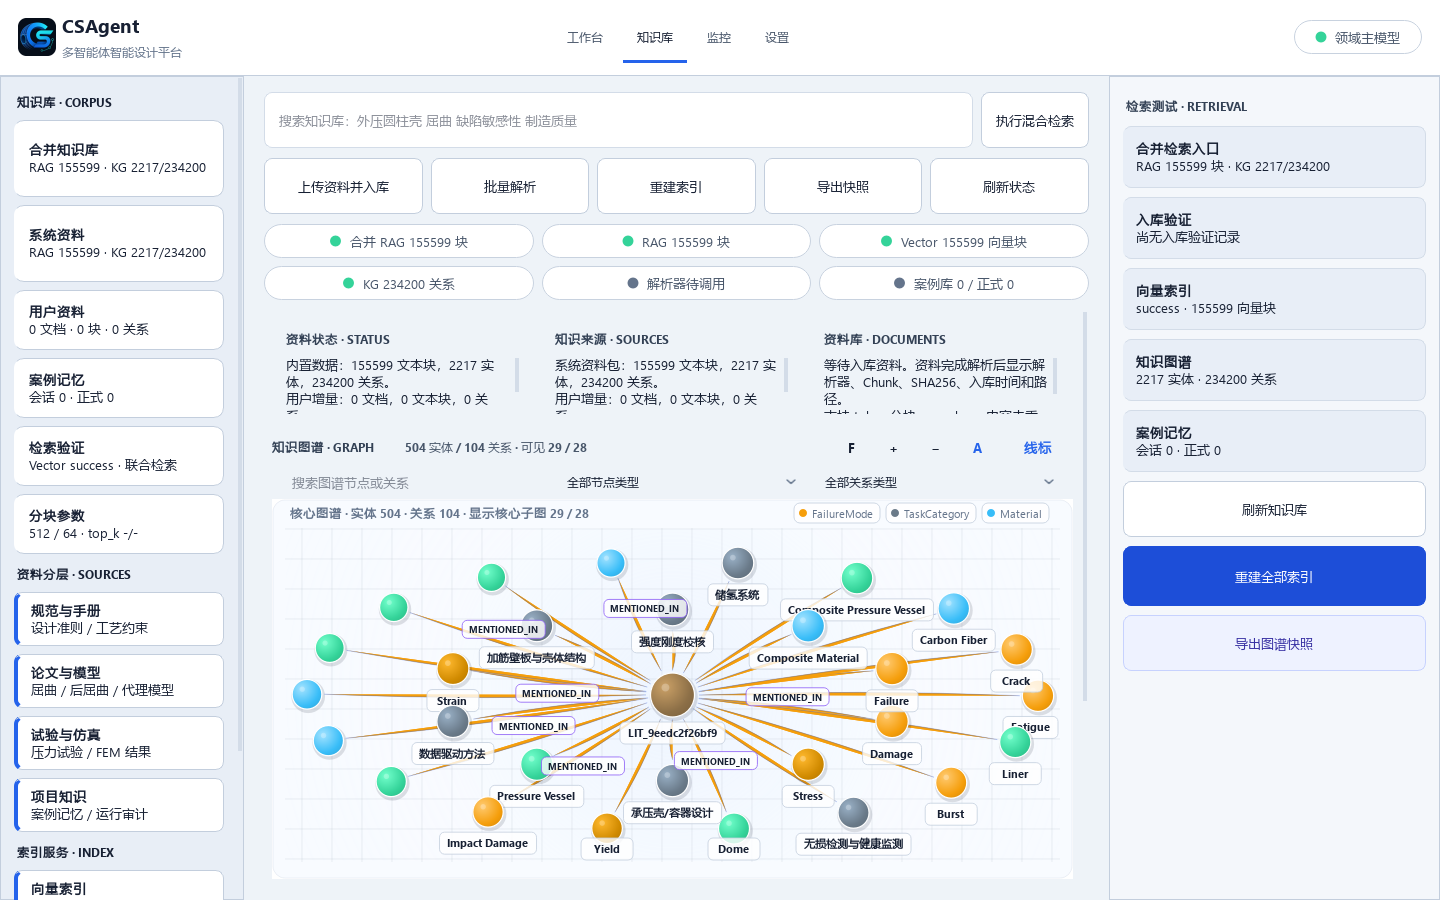 CSAgent
多智能体智能设计平台
工作台
知识库
监控
设置
领域主模型
知识库 · CORPUS
合并知识库
RAG 155599 · KG 2217/234200
系统资料
RAG 155599 · KG 2217/234200
用户资料
0 文档 · 0 块 · 0 关系
案例记忆
会话 0 · 正式 0
检索验证
Vector success · 联合检索
分块参数
512 / 64 · top_k -/-
资料分层 · SOURCES
规范与手册
设计准则 / 工艺约束
论文与模型
屈曲 / 后屈曲 / 代理模型
试验与仿真
压力试验 / FEM 结果
项目知识
案例记忆 / 运行审计
索引服务 · INDEX
向量索引
搜索知识库：外压圆柱壳 屈曲 缺陷敏感性 制造质量
执行混合检索
上传资料并入库
批量解析
重建索引
导出快照
刷新状态
合并 RAG 155599 块
RAG 155599 块
Vector 155599 向量块
KG 234200 关系
解析器待调用
案例库 0 / 正式 0
资料状态 · STATUS
内置数据：155599 文本块，2217 实
体，234200 关系。
用户增量：0 文档，0 文本块，0 关
知识来源 · SOURCES
系统资料包：155599 文本块，2217 实
体，234200 关系。
用户增量：0 文档，0 文本块，0 关
资料库 · DOCUMENTS
等待入库资料。资料完成解析后显示解
析器、Chunk、SHA256、入库时间和路
径。
知识图谱 · GRAPH
504 实体 / 104 关系 · 可见 29 / 28
F
+
−
A
线标
搜索图谱节点或关系
全部节点类型
全部关系类型
核心图谱 · 实体 504 · 关系 104 · 显示核心子图 29 / 28
FailureMode
TaskCategory
Material
储氢系统
MENTIONED_IN
Composite Pressure Vessel
MENTIONED_IN
强度刚度校核
Carbon Fiber
加筋壁板与壳体结构
Composite Material
Crack
MENTIONED_IN
MENTIONED_IN
Strain
Failure
MENTIONED_IN
Fatigue
LIT_9eedc2f26bf9
数据驱动方法
Damage
MENTIONED_IN
MENTIONED_IN
Liner
Pressure Vessel
Stress
承压壳/容器设计
Burst
Impact Damage
Yield
Dome
无损检测与健康监测
检索测试 · RETRIEVAL
合并检索入口
RAG 155599 块 · KG 2217/234200
入库验证
尚无入库验证记录
向量索引
success · 155599 向量块
知识图谱
2217 实体 · 234200 关系
案例记忆
会话 0 · 正式 0
刷新知识库
重建全部索引
导出图谱快照